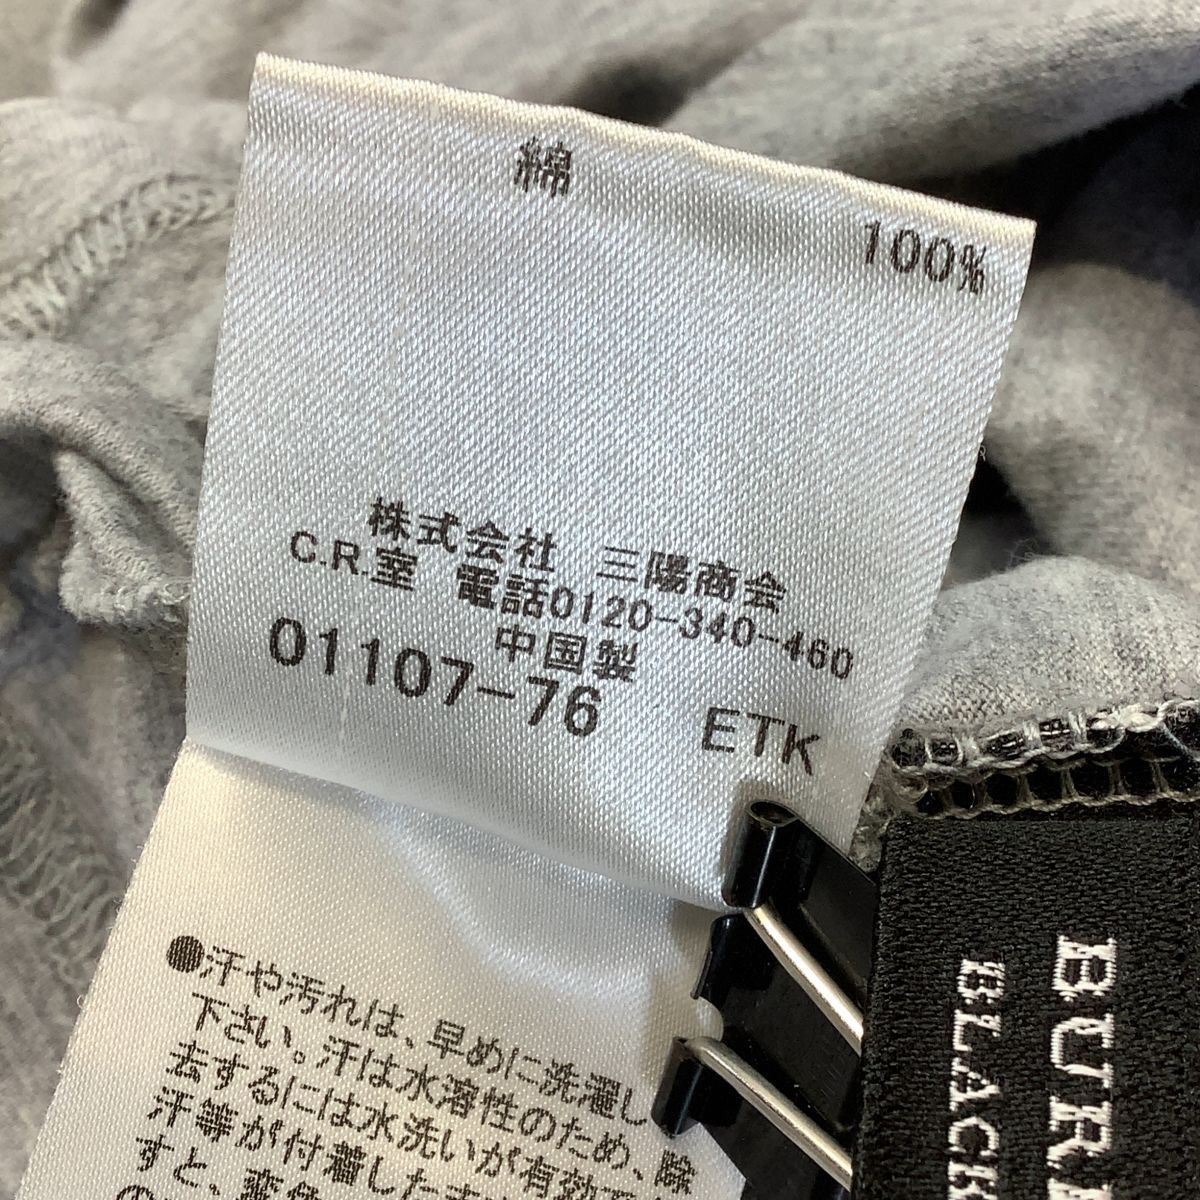 綿
100%
株式会社 三陽商会
C.R.室 電話0120-340-460
中国製
01107-76 ETK
●汗や汚れは、早めに洗濯し
下さい。汗は水溶性のため、除
去するには水洗いが有効で
汗等が付着したまま
すと、変色
BUR
BLACK